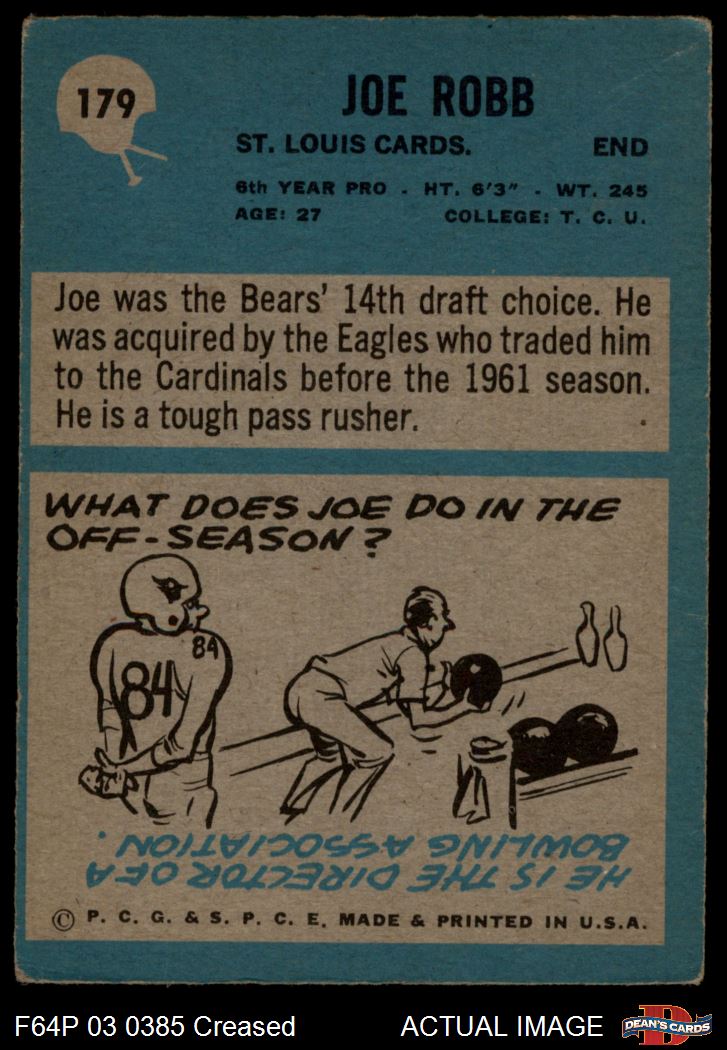 179
JOE ROBB
ST. LOUIS CARDS. END
6th YEAR PRO - HT. 6'3" - WT. 245
AGE: 27 COLLEGE: T. C. U.
Joe was the Bears' 14th draft choice. He
was acquired by the Eagles who traded him
to the Cardinals before the 1961 season.
He is a tough pass rusher.
WHAT DOES JOE DO IN THE
OFF-SEASON?
84
84
HE IS THE DIRECTOR OF A
BOWLING ASSOCIATION.
© P. C. G. & S. P. C. E. MADE & PRINTED IN U.S.A.
F64P 03 0385 Creased ACTUAL IMAGE
D
DEAN'S CARDS